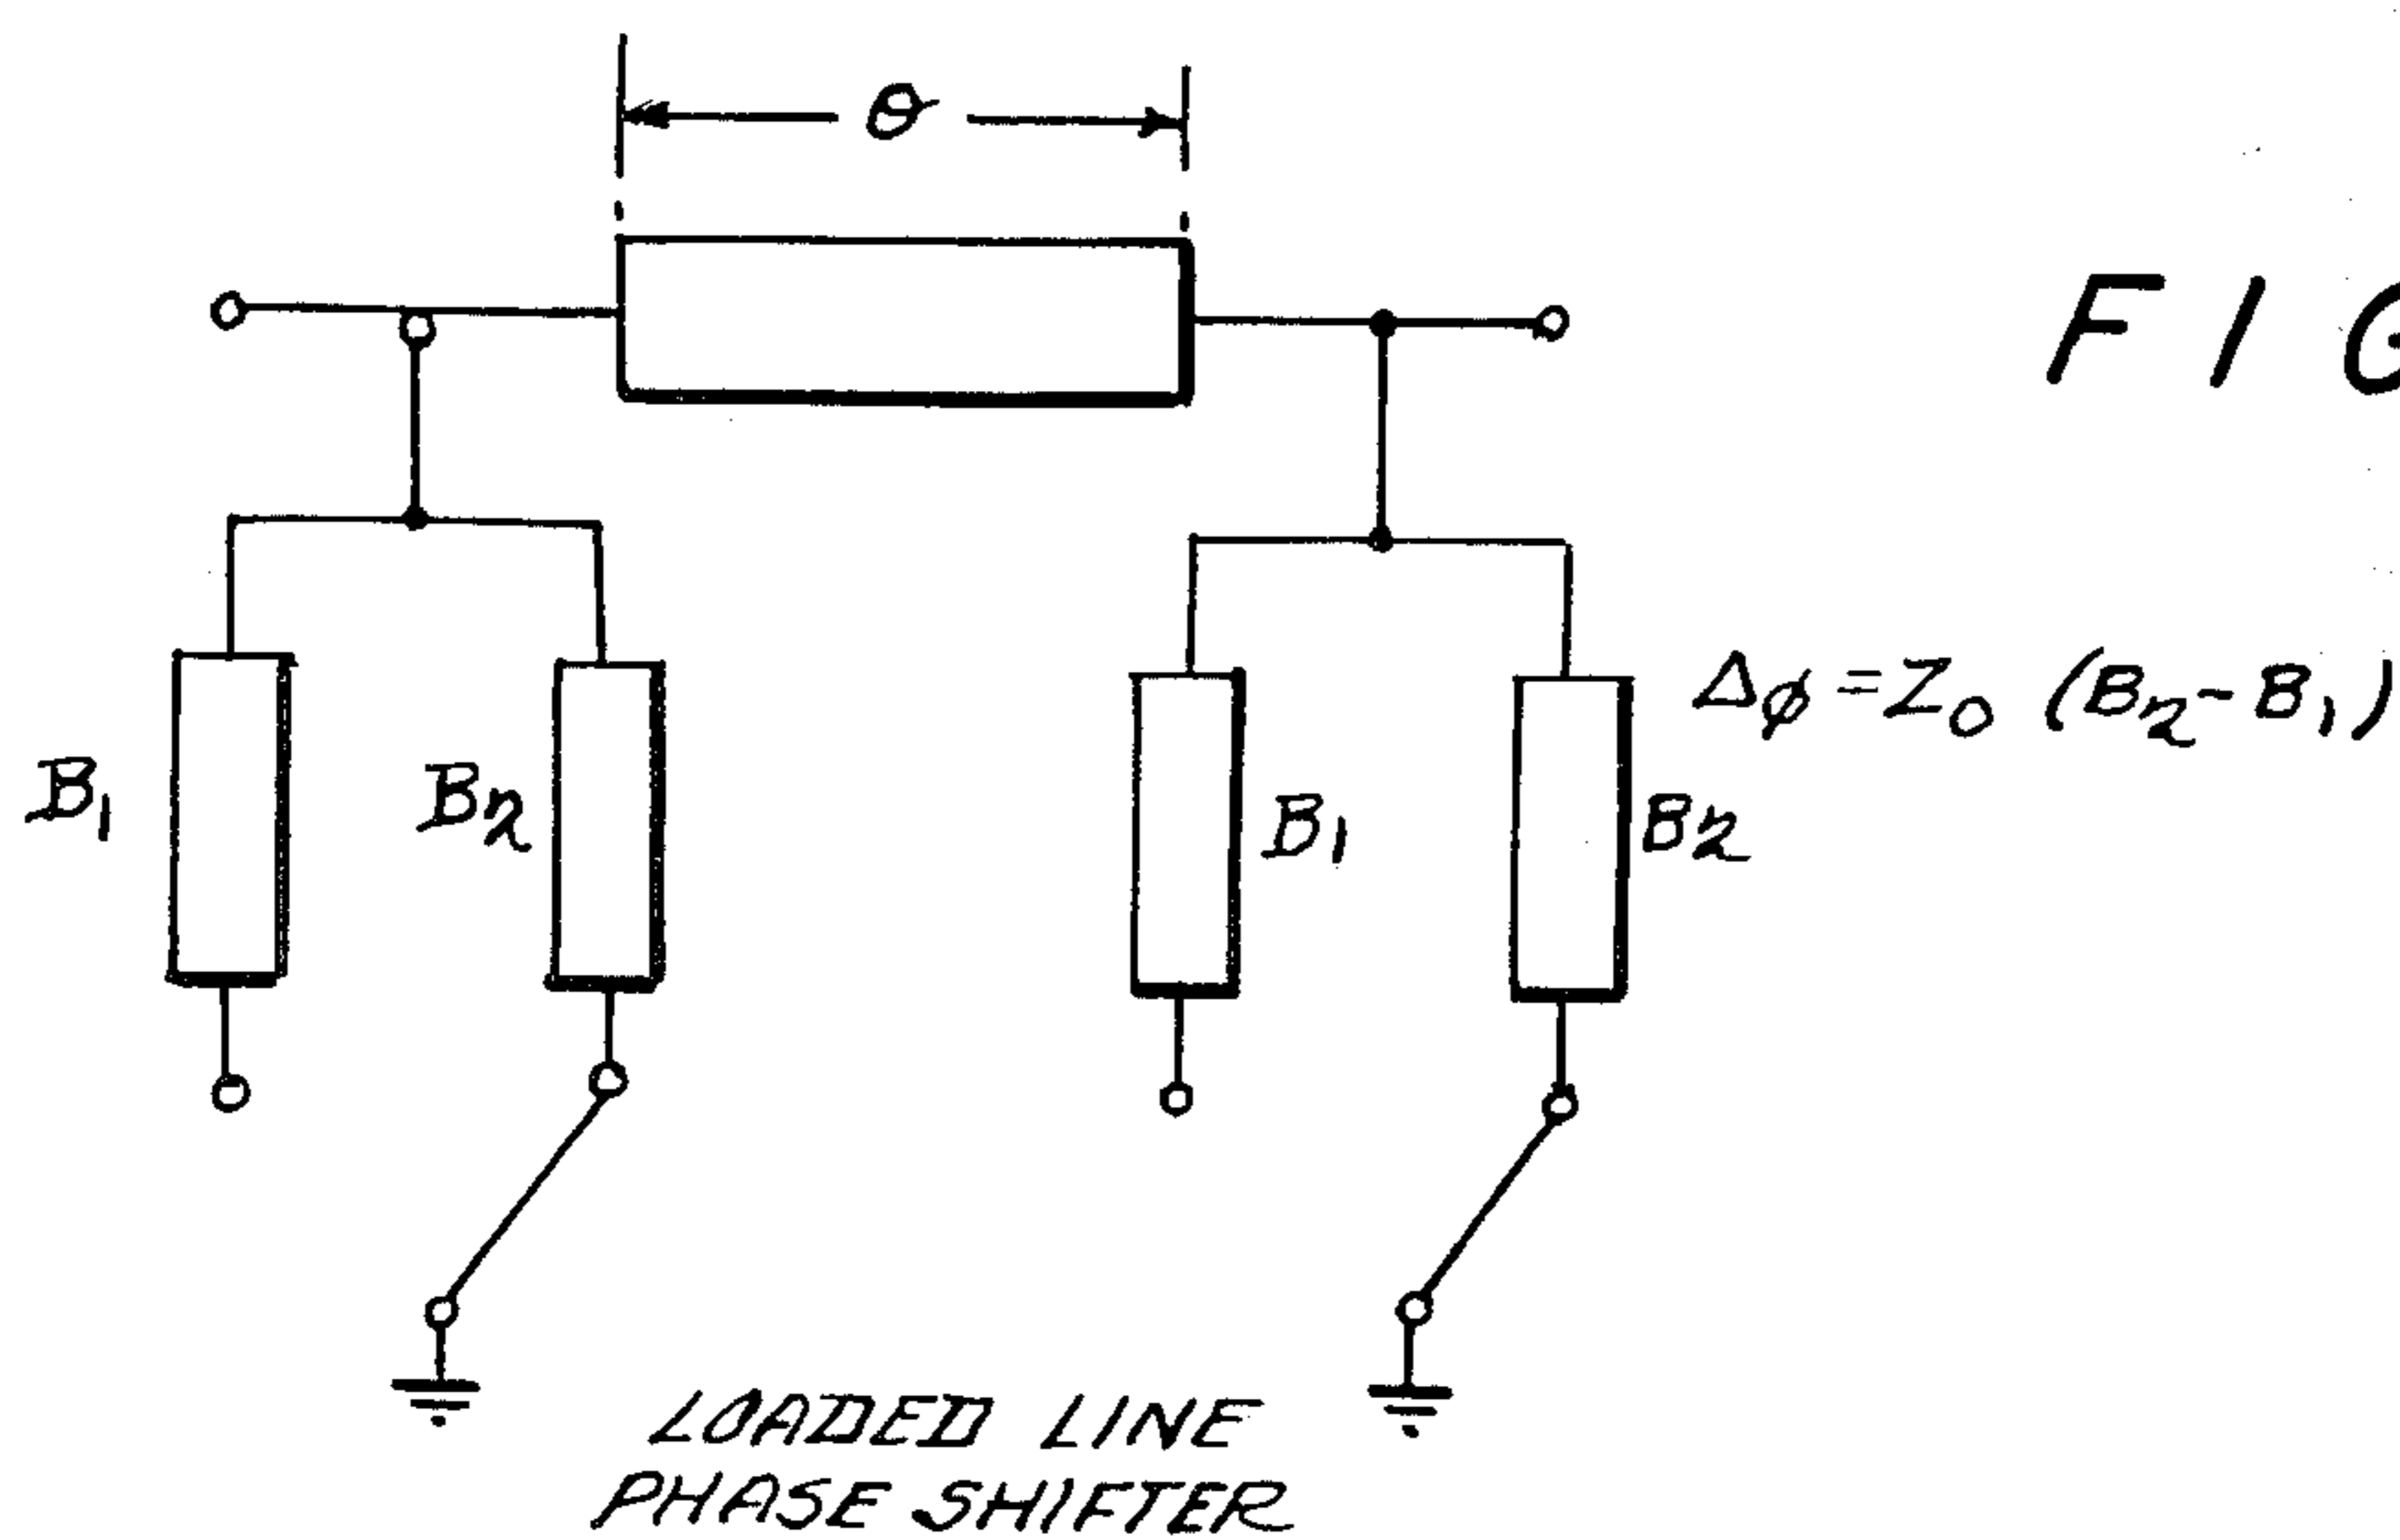 θ
FIG
B₁
B₂
B₁
B₂
Δφ = Z₀ (B₂ - B₁)
LOADED LINE
PHASE SHIFTER